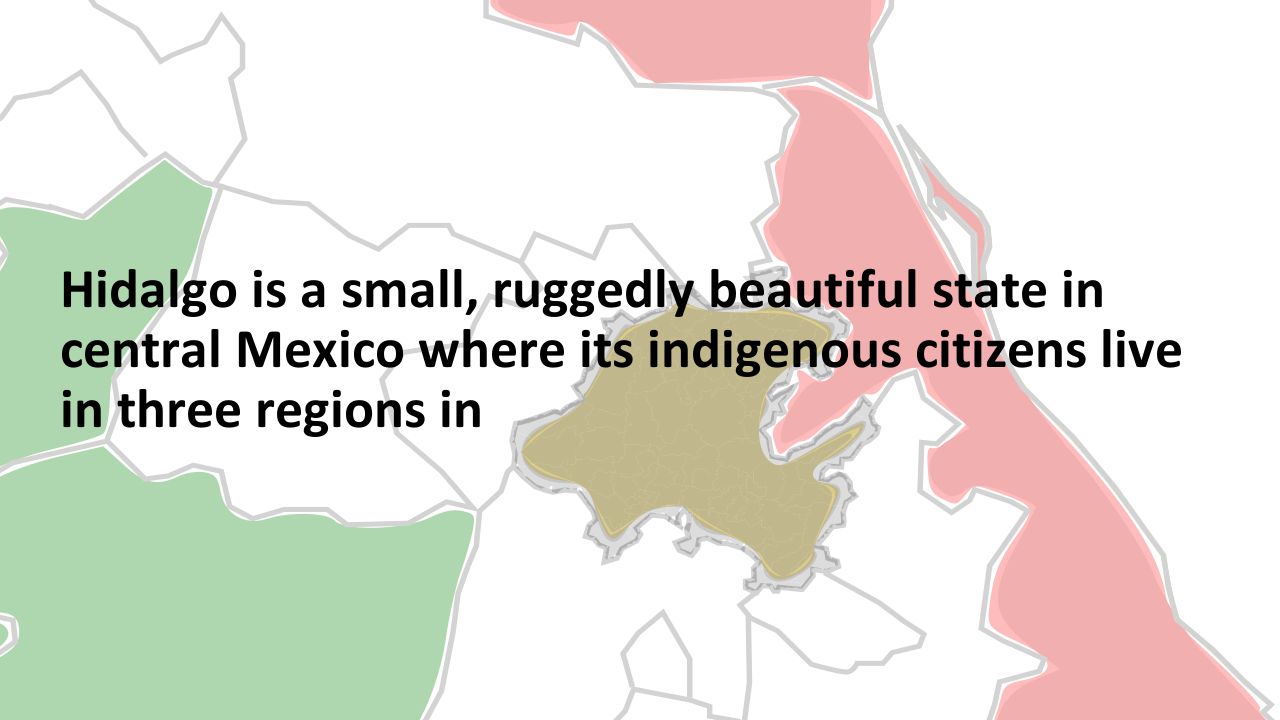 Hidalgo is a small, ruggedly beautiful state in
central Mexico where its indigenous citizens live
in three regions in